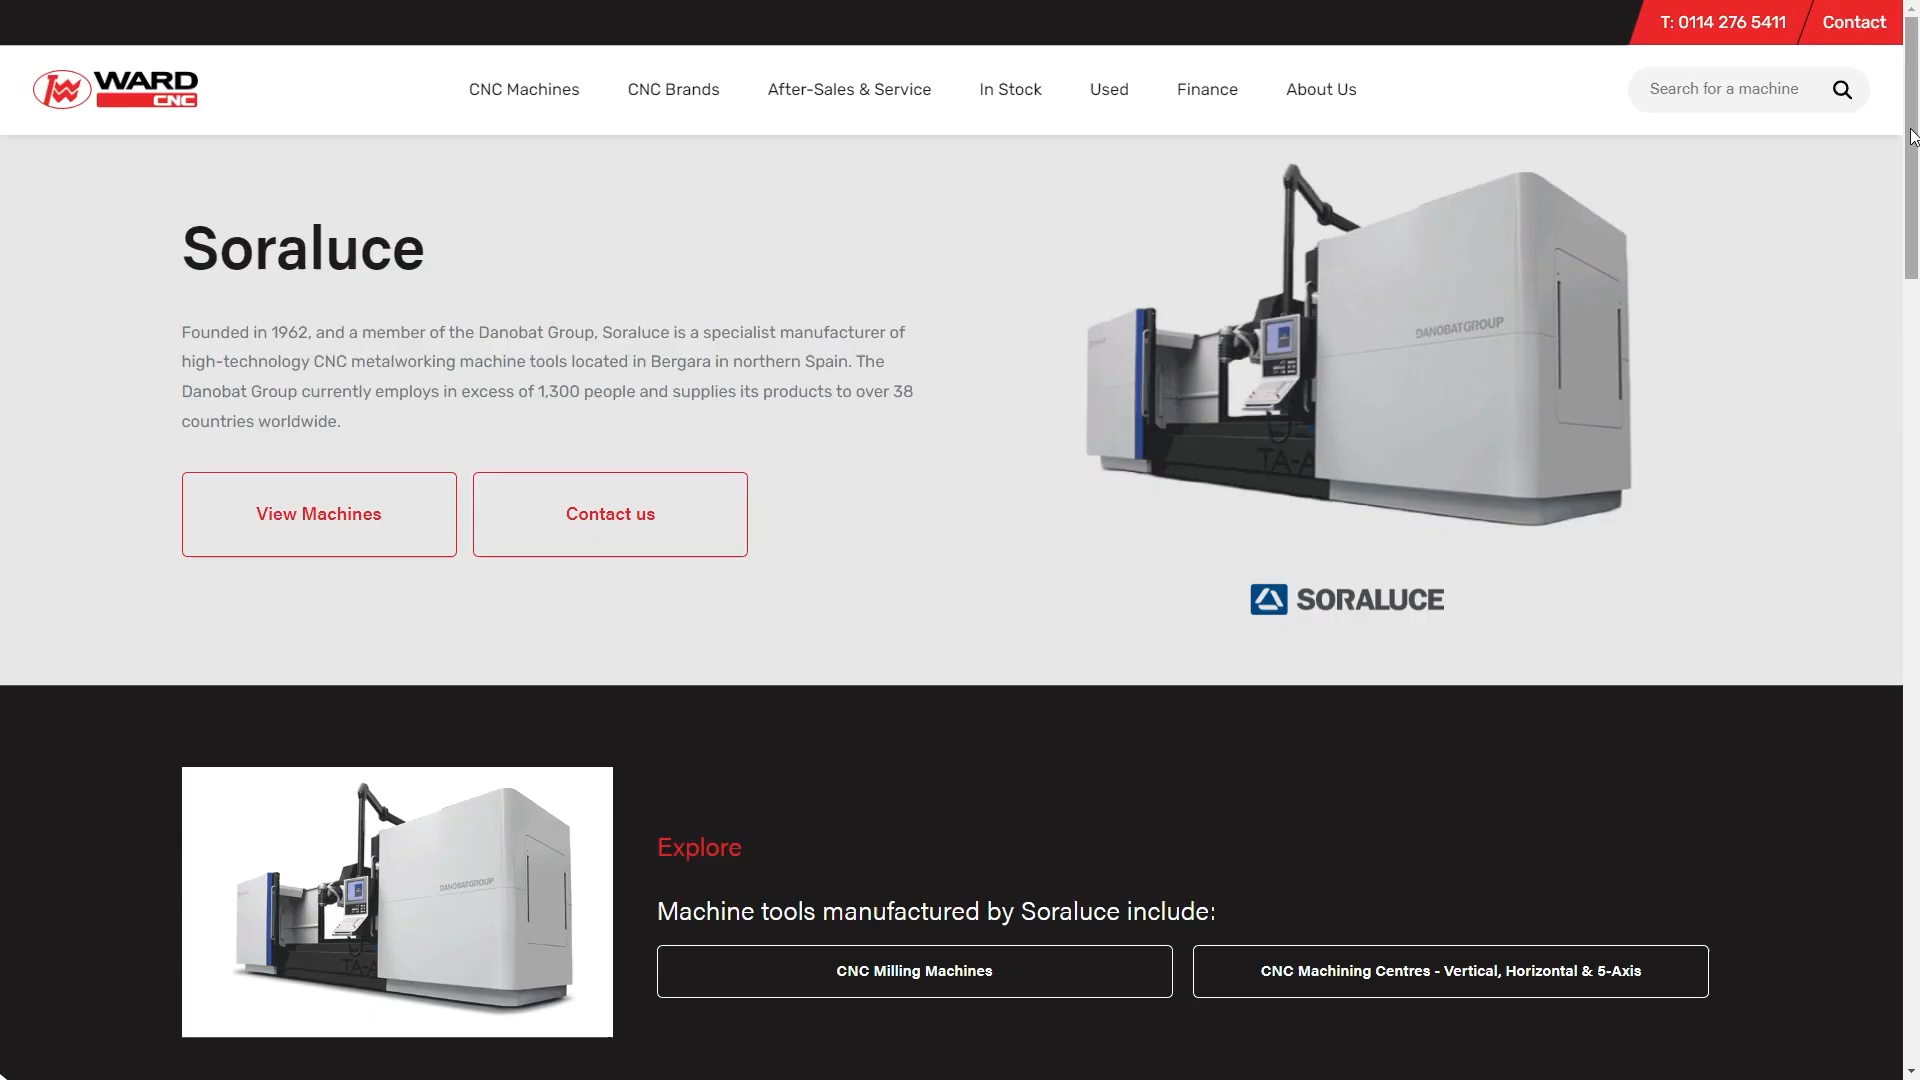 T: 0114 276 5411
Contact
WARD
CNC
CNC Machines
CNC Brands
After-Sales & Service
In Stock
Used
Finance
About Us
Search for a machine
Soraluce
Founded in 1962, and a member of the Danobat Group, Soraluce is a specialist manufacturer of
high-technology CNC metalworking machine tools located in Bergara in northern Spain. The
Danobat Group currently employs in excess of 1,300 people and supplies its products to over 38
countries worldwide.
View Machines
Contact us
DANOBATGROUP
TA-A
SORALUCE
DANOBATGROUP
TA-A
Explore
Machine tools manufactured by Soraluce include:
CNC Milling Machines
CNC Machining Centres - Vertical, Horizontal & 5-Axis